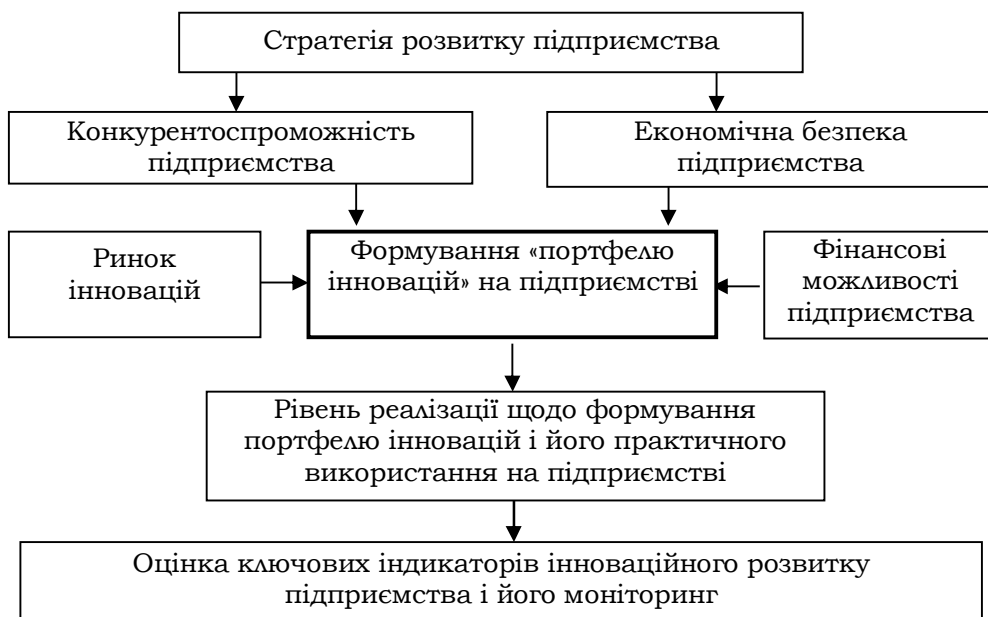 Стратегія розвитку підприємства
Конкурентоспроможність
підприємства
Економічна безпека
підприємства
Ринок
інновацій
Формування «портфелю
інновацій» на підприємстві
Фінансові
можливості
підприємства
Рівень реалізації щодо формування
портфелю інновацій і його практичного
використання на підприємстві
Оцінка ключових індикаторів інноваційного розвитку
підприємства і його моніторинг